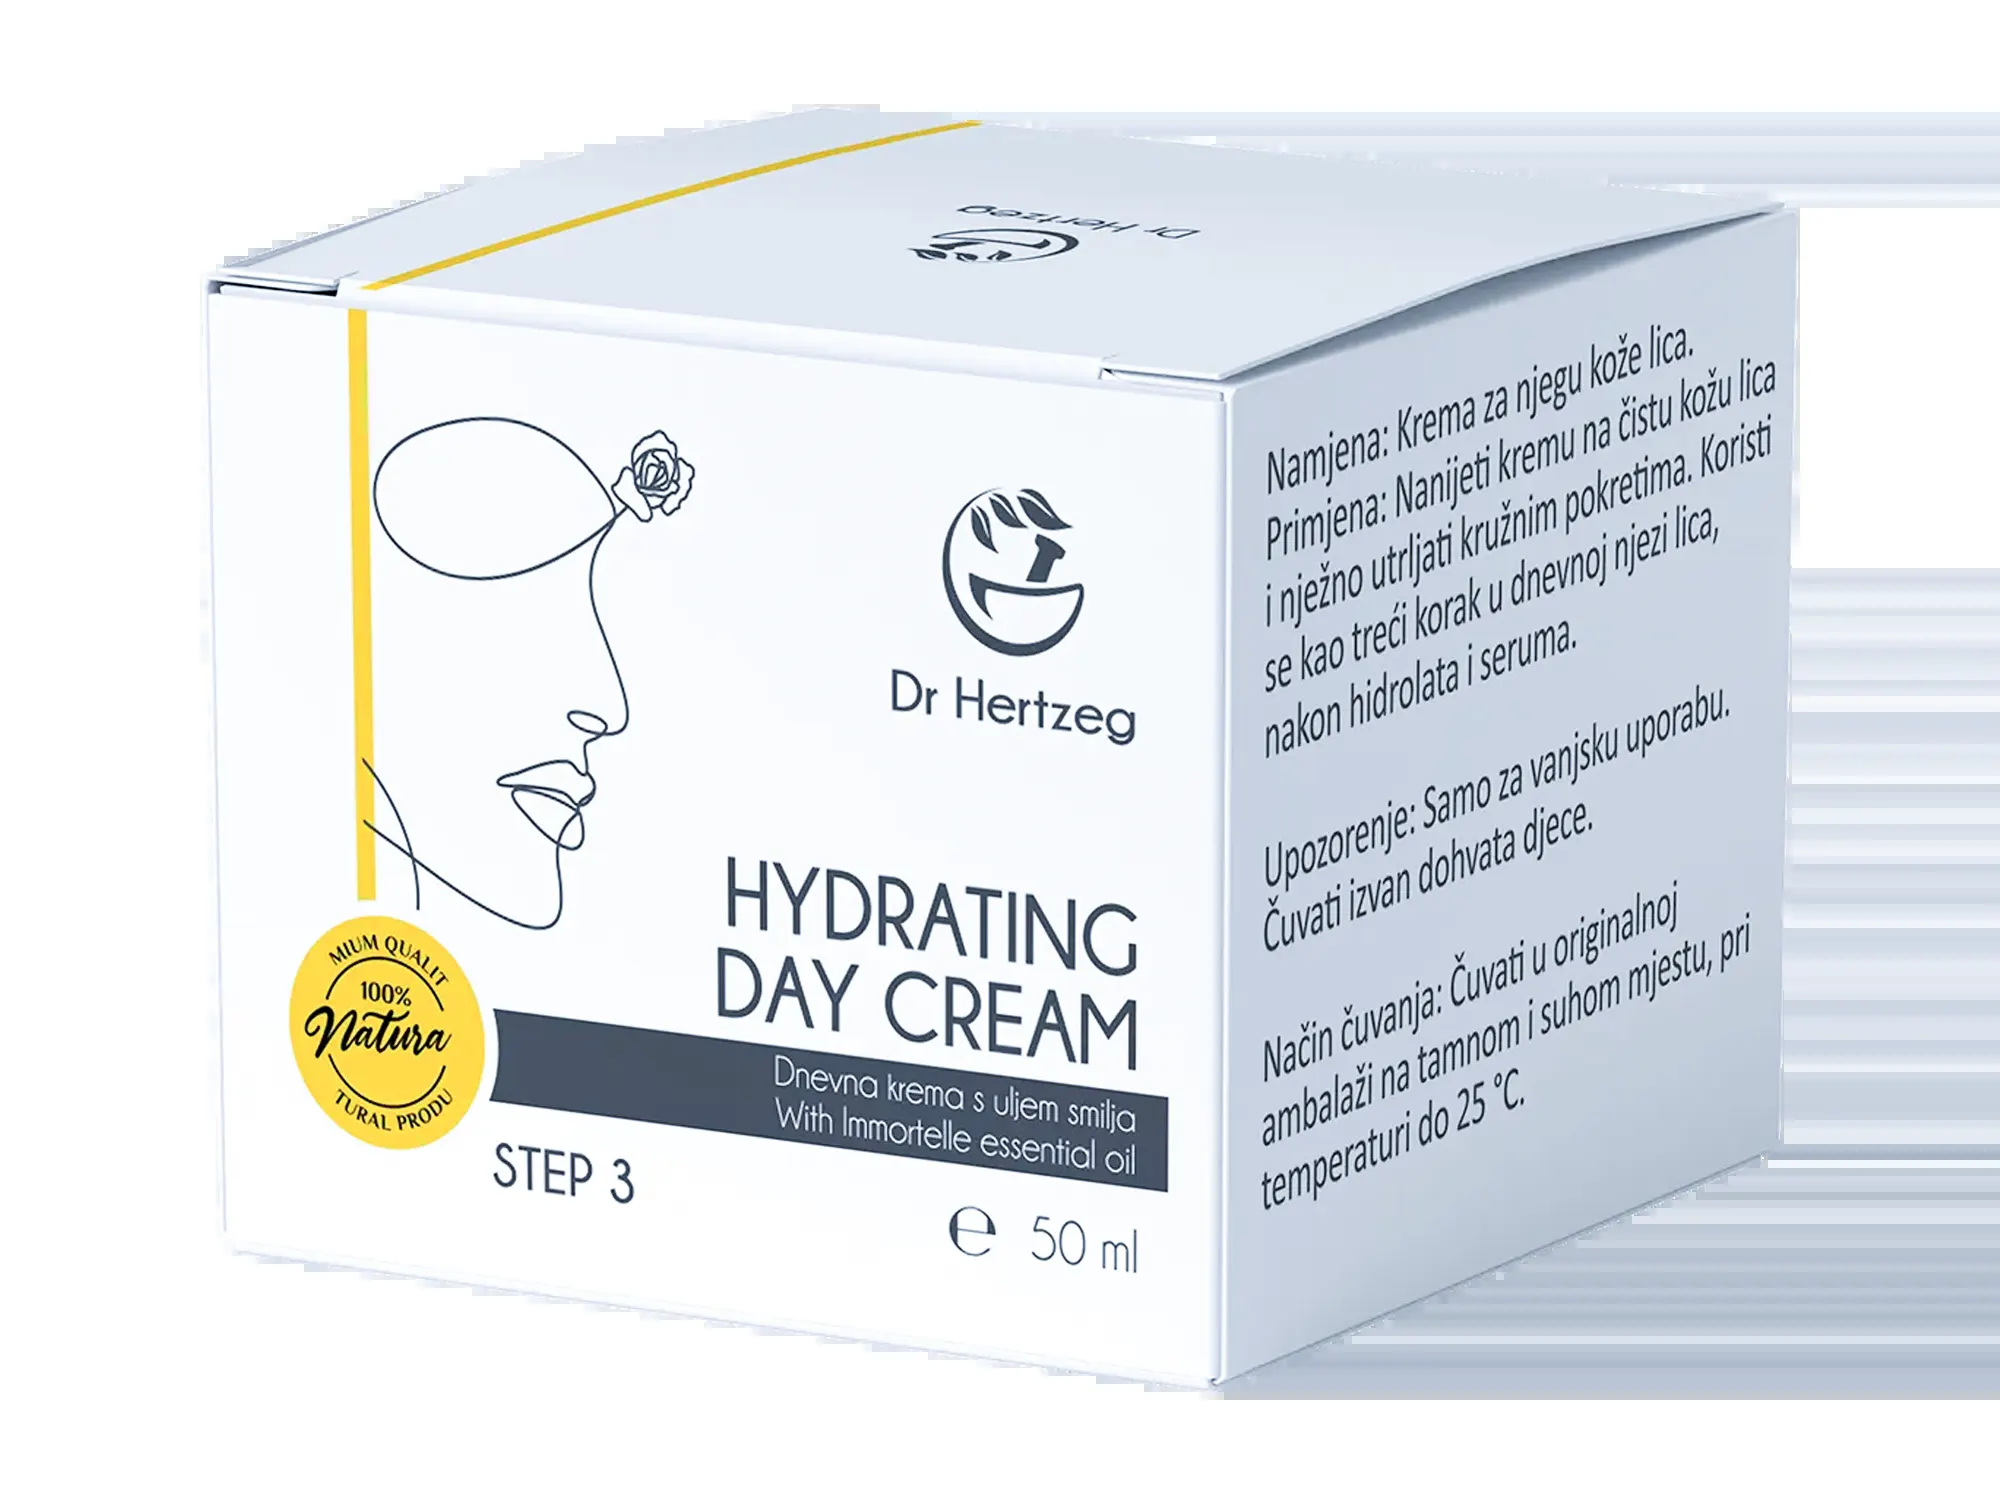 Dr Hertzeg
Dr Hertzeg
HYDRATING
DAY CREAM
Dnevna krema s uljem smilja
With Immortelle essential oil
MIUM QUALIT
100%
Natura
TURAL PRODU
STEP 3
℮ 50 ml
Namjena: Krema za njegu kože lica.
Primjena: Nanijeti kremu na čistu kožu lica
i nježno utrljati kružnim pokretima. Koristi
se kao treći korak u dnevnoj njezi lica,
nakon hidrolata i seruma.
Upozorenje: Samo za vanjsku uporabu.
Čuvati izvan dohvata djece.
Način čuvanja: Čuvati u originalnoj
ambalaži na tamnom i suhom mjestu, pri
temperaturi do 25 °C.